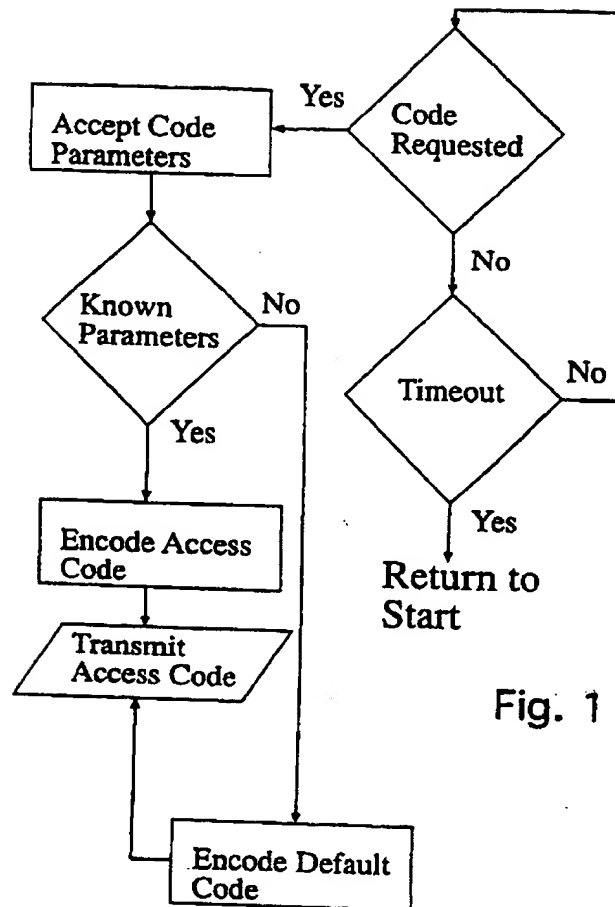 Code
Requested
Yes
Accept Code
Parameters
No
Known
Parameters
No
Timeout
No
Yes
Yes
Encode Access
Code
Return to
Start
Transmit
Access Code
Fig. 1
Encode Default
Code